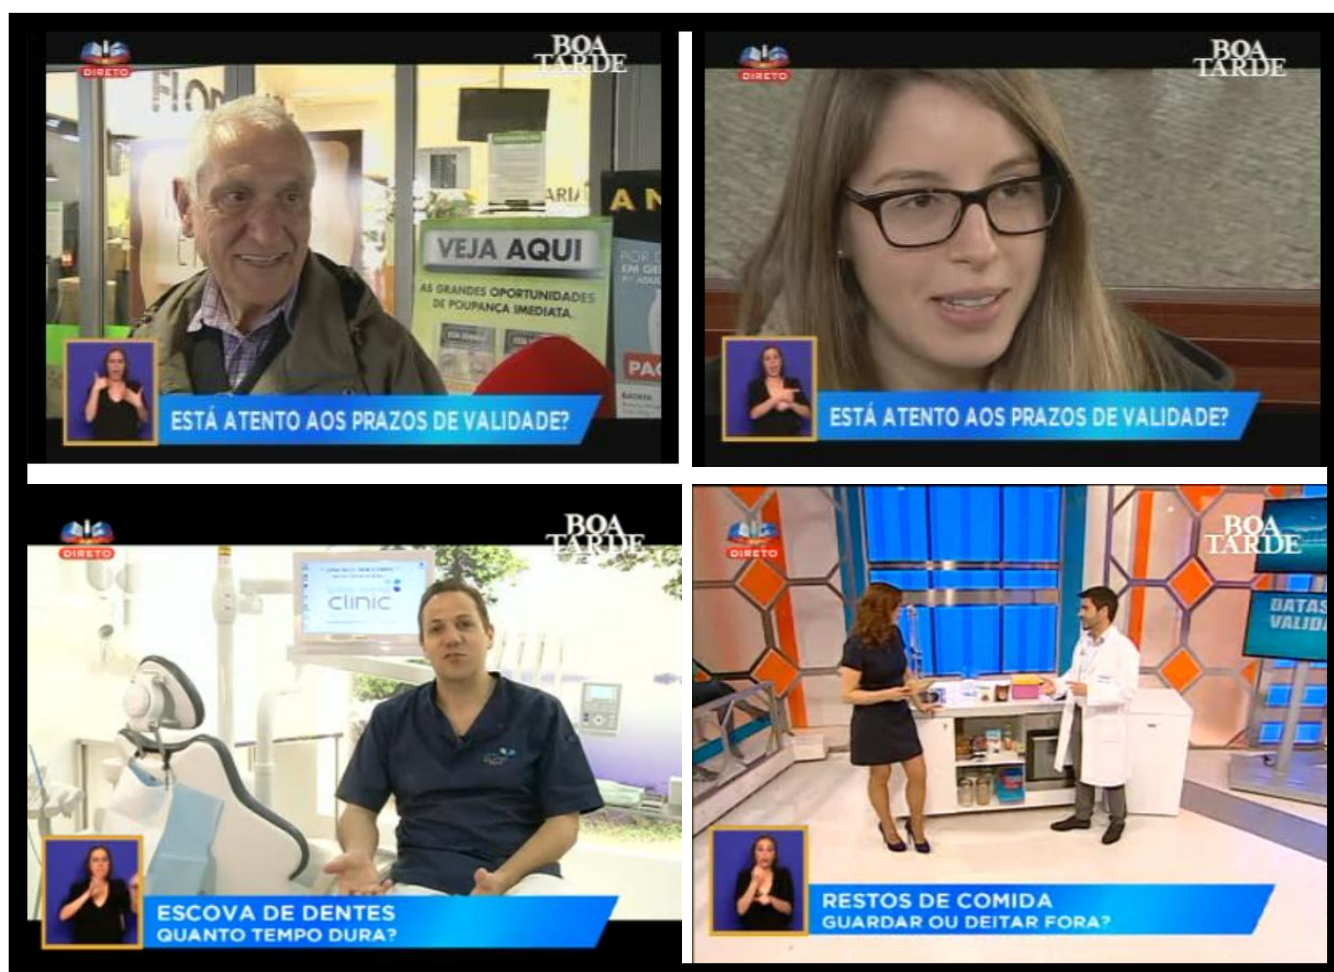 BOA
TARDE
DIRETO
VEJA AQUI
AS GRANDES OPORTUNIDADES
DE POUPANÇA IMEDIATA.
ESTÁ ATENTO AOS PRAZOS DE VALIDADE?
BOA
TARDE
DIRETO
ESTÁ ATENTO AOS PRAZOS DE VALIDADE?
BOA
TARDE
DIRETO
clinic
ESCOVA DE DENTES
QUANTO TEMPO DURA?
BOA
TARDE
DIRETO
DATAS
VALID
RESTOS DE COMIDA
GUARDAR OU DEITAR FORA?